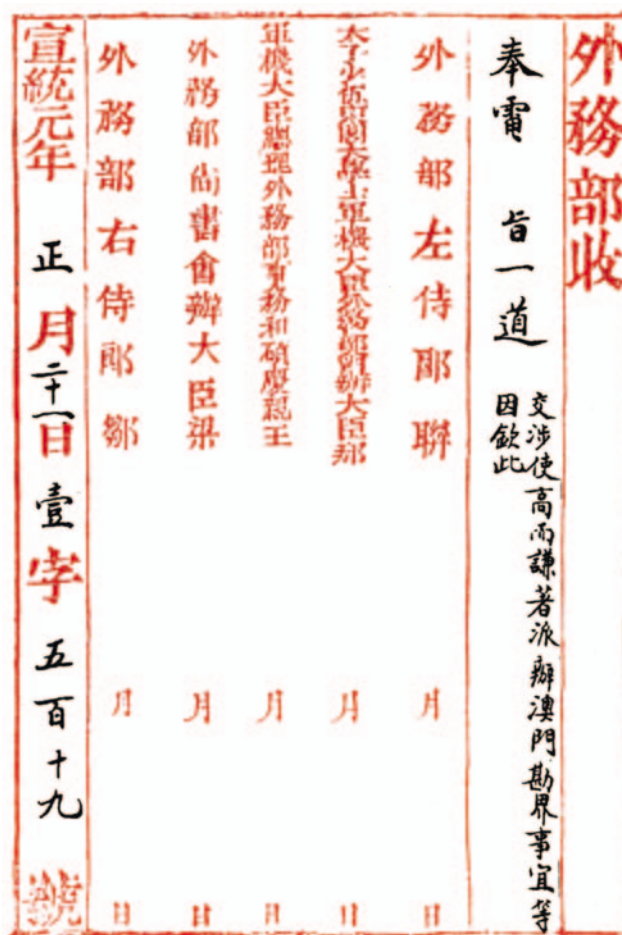 外務部收
奉電 旨一道 交涉使高而謙著派辦澳門勘界事宜等
因欽此
外務部左侍郎聯 月 日
太子少保內閣大學士軍機大臣外務部會辦大臣那 月 日
軍機大臣總理外務部事務和碩慶親王 月 日
外務部尚書會辦大臣梁 月 日
外務部右侍郎鄒 月 日
宣統元年 正月二十一日壹字五百十九號